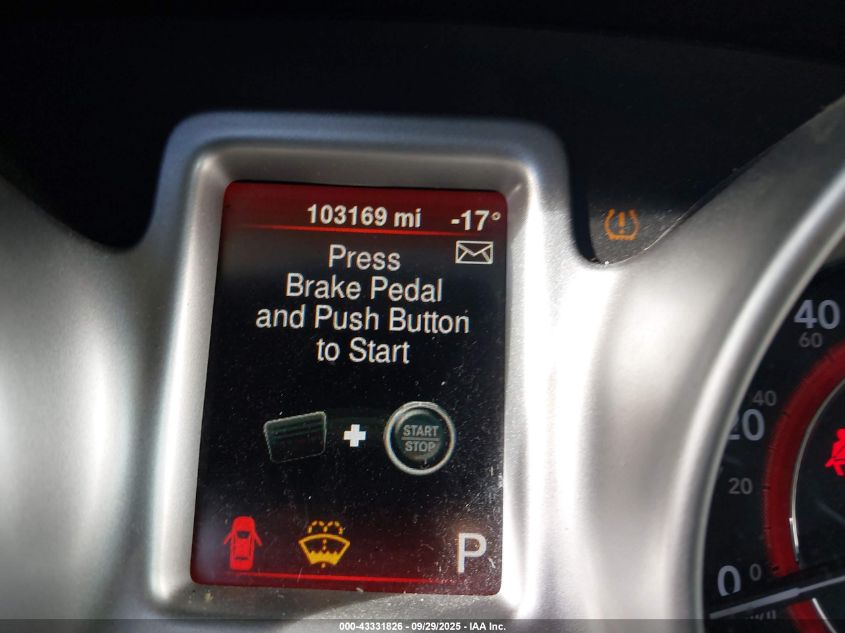 103169 mi -17°
Press
Brake Pedal
and Push Button
to Start
START
STOP
P
40
60
40
20
20
0 0
000-43331826 - 09/29/2025 - IAA Inc.